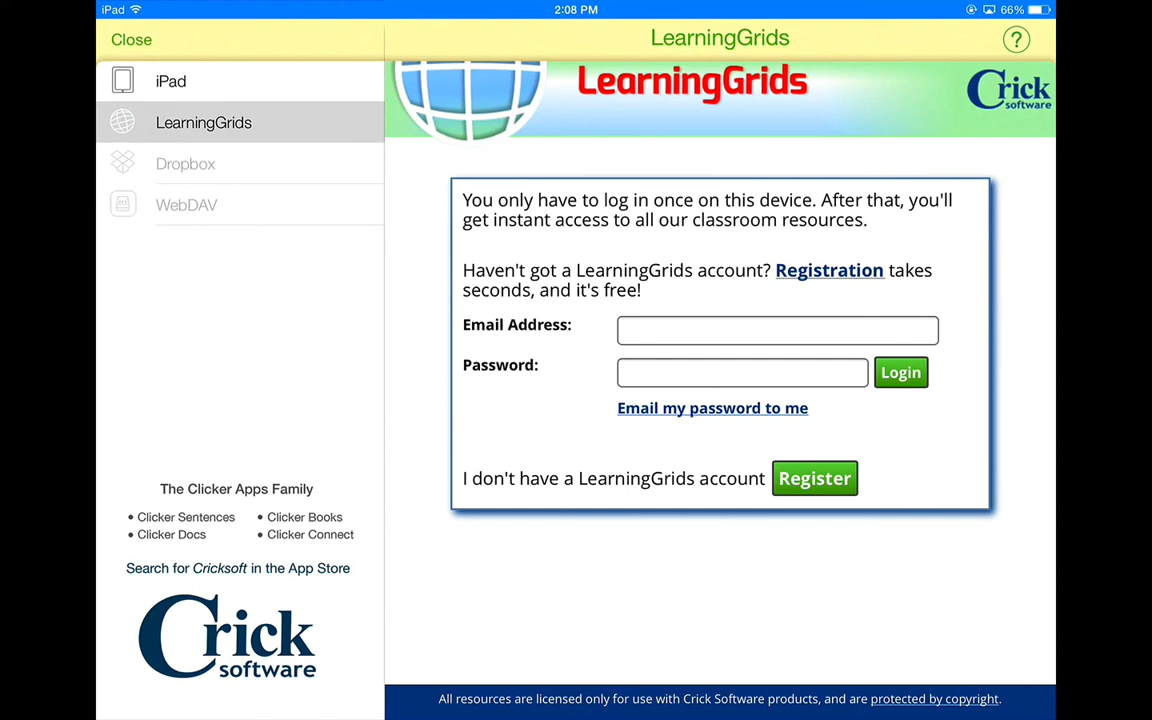 iPad 2:08 PM 66%
Close LearningGrids ?
iPad
LearningGrids
Dropbox
WebDAV
LearningGrids
Crick
software
You only have to log in once on this device. After that, you'll
get instant access to all our classroom resources.
Haven't got a LearningGrids account? Registration takes
seconds, and it's free!
Email Address:
Password: Login
Email my password to me
I don't have a LearningGrids account Register
The Clicker Apps Family
• Clicker Sentences • Clicker Books
• Clicker Docs • Clicker Connect
Search for Cricksoft in the App Store
Crick
software
All resources are licensed only for use with Crick Software products, and are protected by copyright.